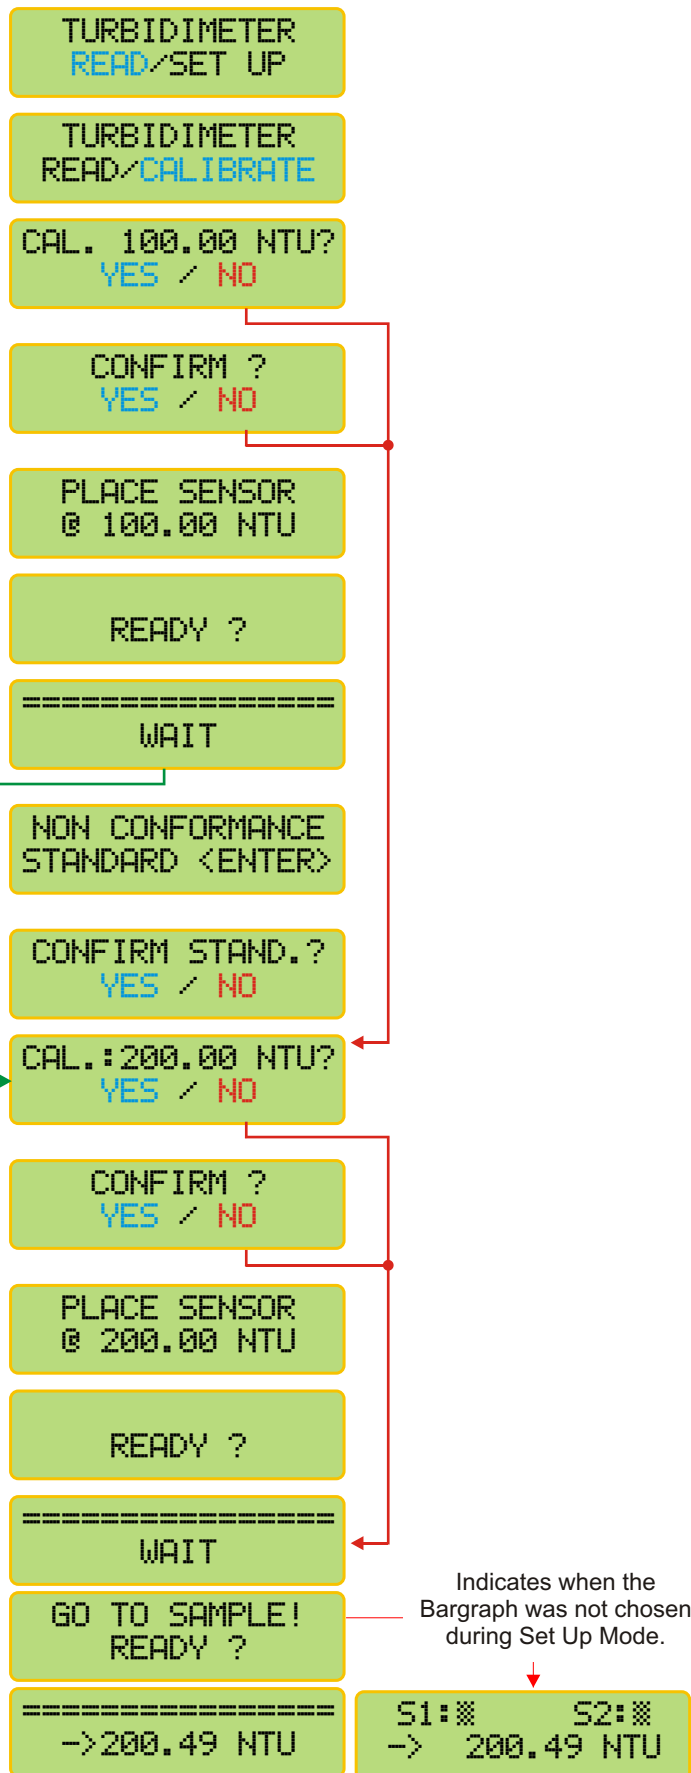 TURBIDIMETER
READ/SET UP
TURBIDIMETER
READ/CALIBRATE
CAL. 100.00 NTU?
YES / NO
CONFIRM ?
YES / NO
PLACE SENSOR
@ 100.00 NTU
READY ?
================
WAIT
NON CONFORMANCE
STANDARD <ENTER>
CONFIRM STAND.?
YES / NO
CAL.:200.00 NTU?
YES / NO
CONFIRM ?
YES / NO
PLACE SENSOR
@ 200.00 NTU
READY ?
================
WAIT
GO TO SAMPLE!
READY ?
Indicates when the
Bargraph was not chosen
during Set Up Mode.
================
->200.49 NTU
S1:▒ S2:▒
-> 200.49 NTU